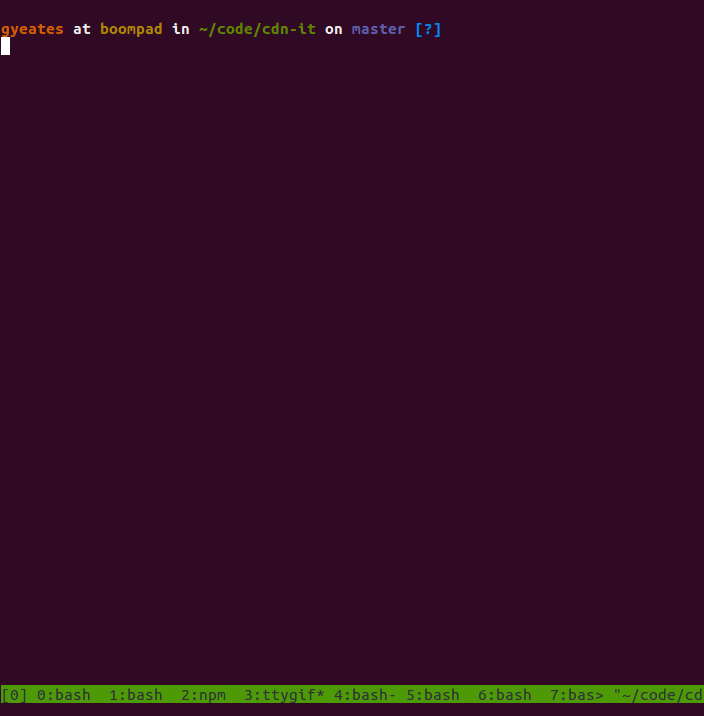 gyeates at boompad in ~/code/cdn-it on master [?]
[0] 0:bash  1:bash  2:npm  3:ttygif* 4:bash- 5:bash  6:bash  7:bas> "~/code/cd